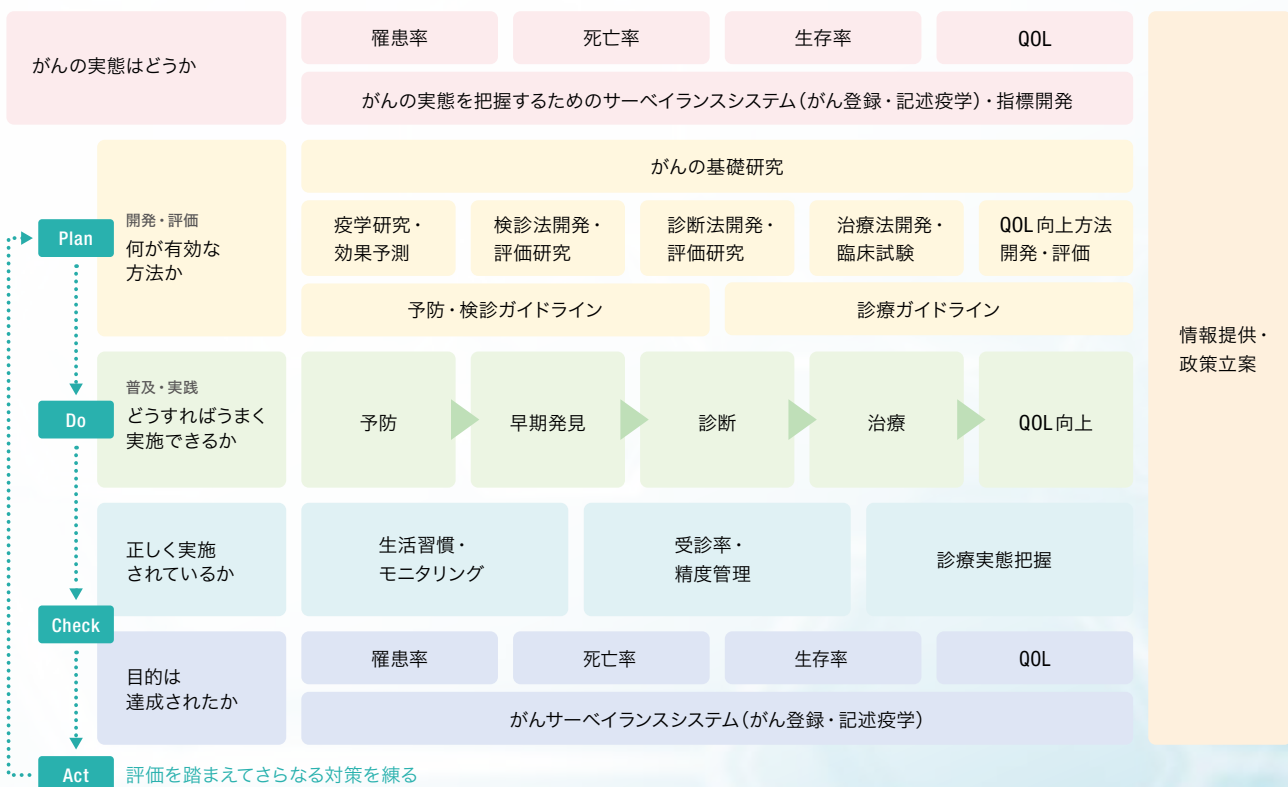 がんの実態はどうか
罹患率
死亡率
生存率
QOL
がんの実態を把握するためのサーベイランスシステム(がん登録・記述疫学)・指標開発
Plan
開発・評価
何が有効な
方法か
がんの基礎研究
疫学研究・
効果予測
検診法開発・
評価研究
診断法開発・
評価研究
治療法開発・
臨床試験
QOL向上方法
開発・評価
予防・検診ガイドライン
診療ガイドライン
Do
普及・実践
どうすればうまく
実施できるか
予防
早期発見
診断
治療
QOL向上
正しく実施
されているか
生活習慣・
モニタリング
受診率・
精度管理
診療実態把握
Check
目的は
達成されたか
罹患率
死亡率
生存率
QOL
がんサーベイランスシステム(がん登録・記述疫学)
Act
評価を踏まえてさらなる対策を練る
情報提供・
政策立案